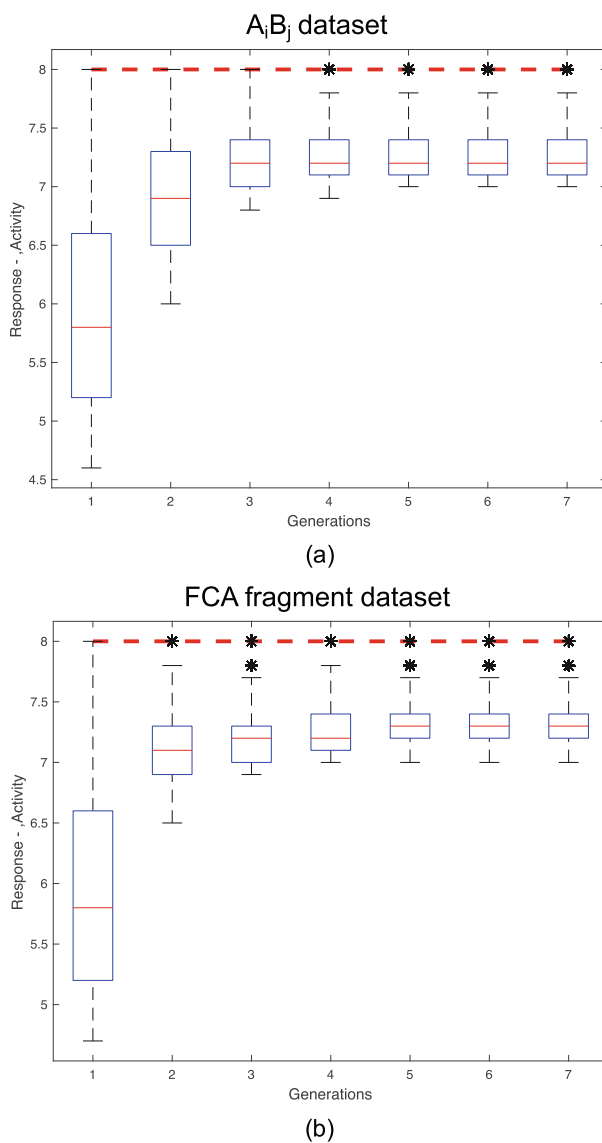 AᵢBⱼ dataset
8
7.5
7
6.5
6
5.5
5
4.5
Response - ,Activity
1 2 3 4 5 6 7
Generations
(a)
FCA fragment dataset
8
7.5
7
6.5
6
5.5
5
Response - ,Activity
1 2 3 4 5 6 7
Generations
(b)